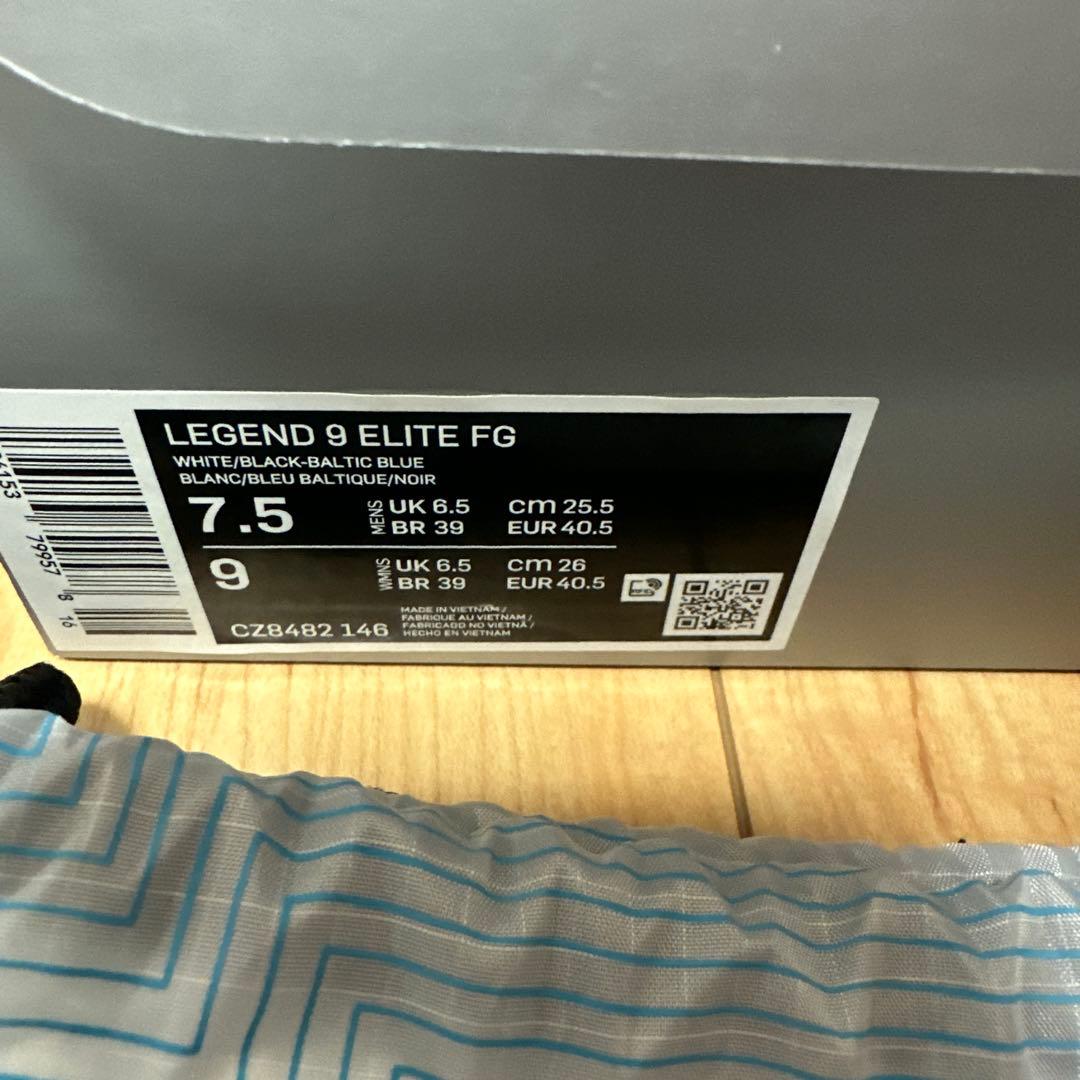 LEGEND 9 ELITE FG
WHITE/BLACK-BALTIC BLUE
BLANC/BLEU BALTIQUE/NOIR
7.5 MENS UK 6.5 cm 25.5
BR 39 EUR 40.5
9 WMNS UK 6.5 cm 26
BR 39 EUR 40.5
MADE IN VIETNAM /
FABRIQUE AU VIETNAM /
FABRICADO NO VIETNÃ /
HECHO EN VIETNAM
CZ8482 146
79957 8 16